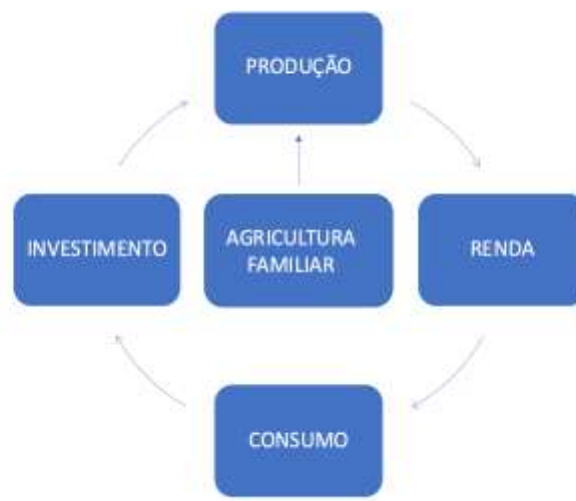 PRODUÇÃO
INVESTIMENTO
AGRICULTURA
FAMILIAR
RENDA
CONSUMO